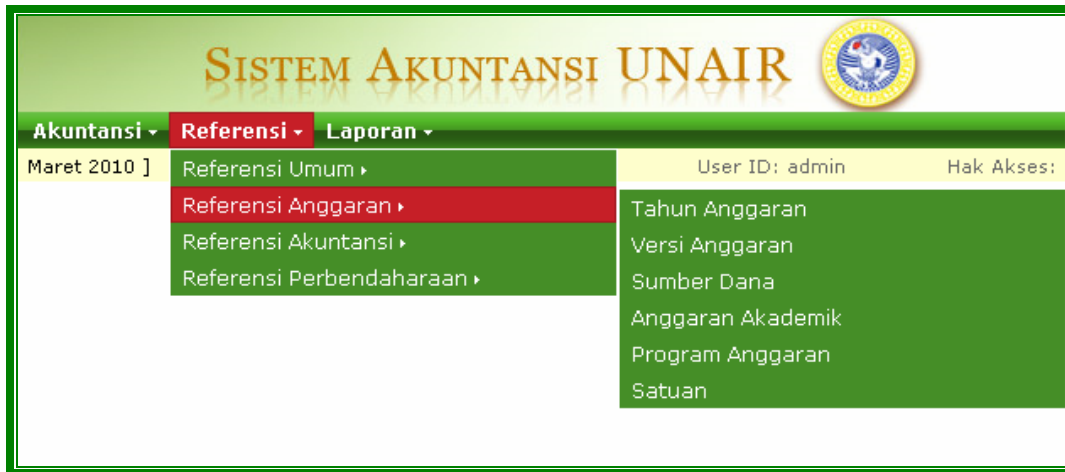 SISTEM AKUNTANSI UNAIR
Akuntansi Referensi Laporan
Maret 2010 ] User ID: admin Hak Akses:
Referensi Umum
Referensi Anggaran
Referensi Akuntansi
Referensi Perbendaharaan
Tahun Anggaran
Versi Anggaran
Sumber Dana
Anggaran Akademik
Program Anggaran
Satuan